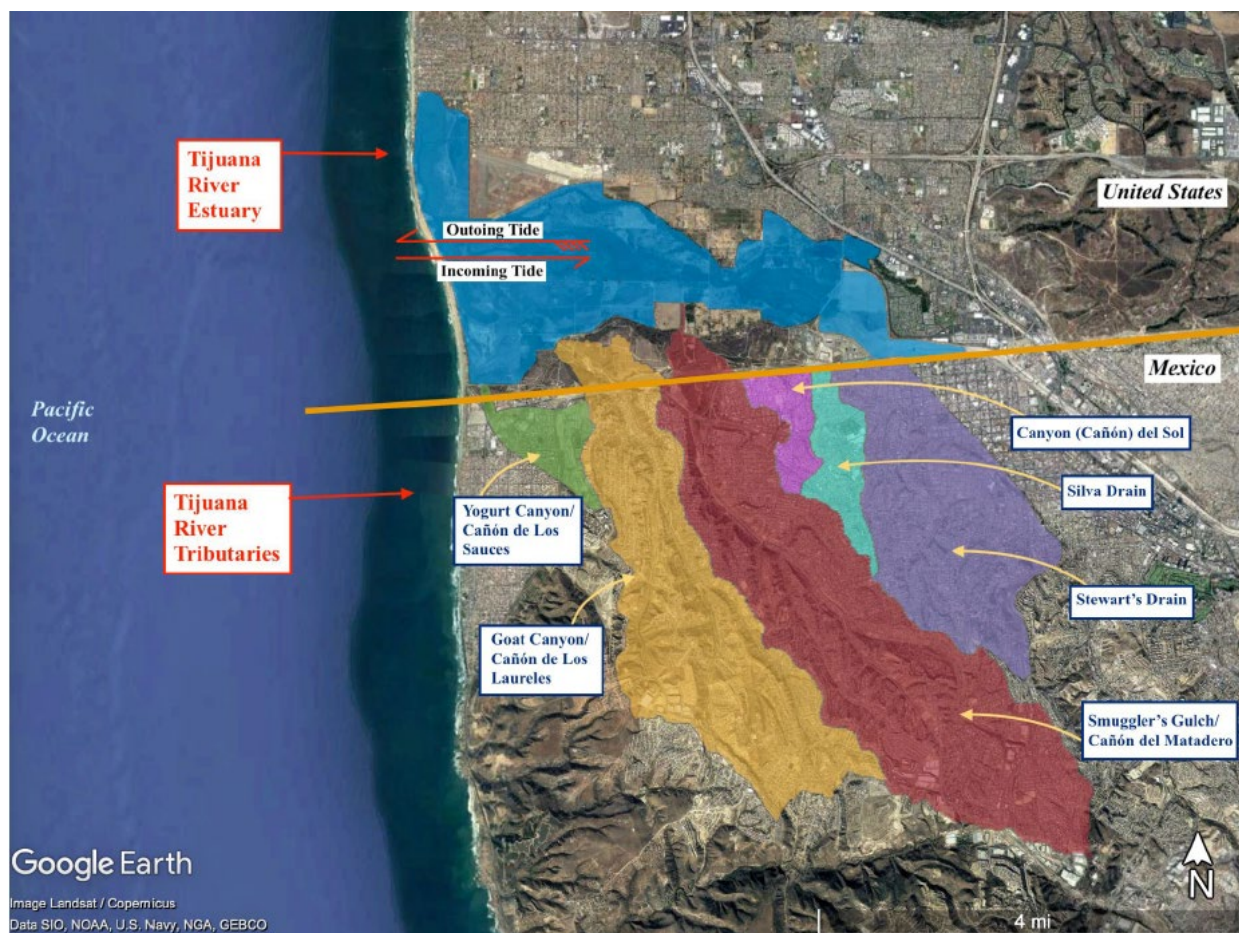 Tijuana
River
Estuary
United States
Outoing Tide
Incoming Tide
Mexico
Pacific
Ocean
Canyon (Cañón) del Sol
Silva Drain
Tijuana
River
Tributaries
Yogurt Canyon/
Cañón de Los
Sauces
Stewart's Drain
Goat Canyon/
Cañón de Los
Laureles
Smuggler's Gulch/
Cañón del Matadero
Google Earth
N
Image Landsat / Copernicus
Data SIO, NOAA, U.S. Navy, NGA, GEBCO
4 mi